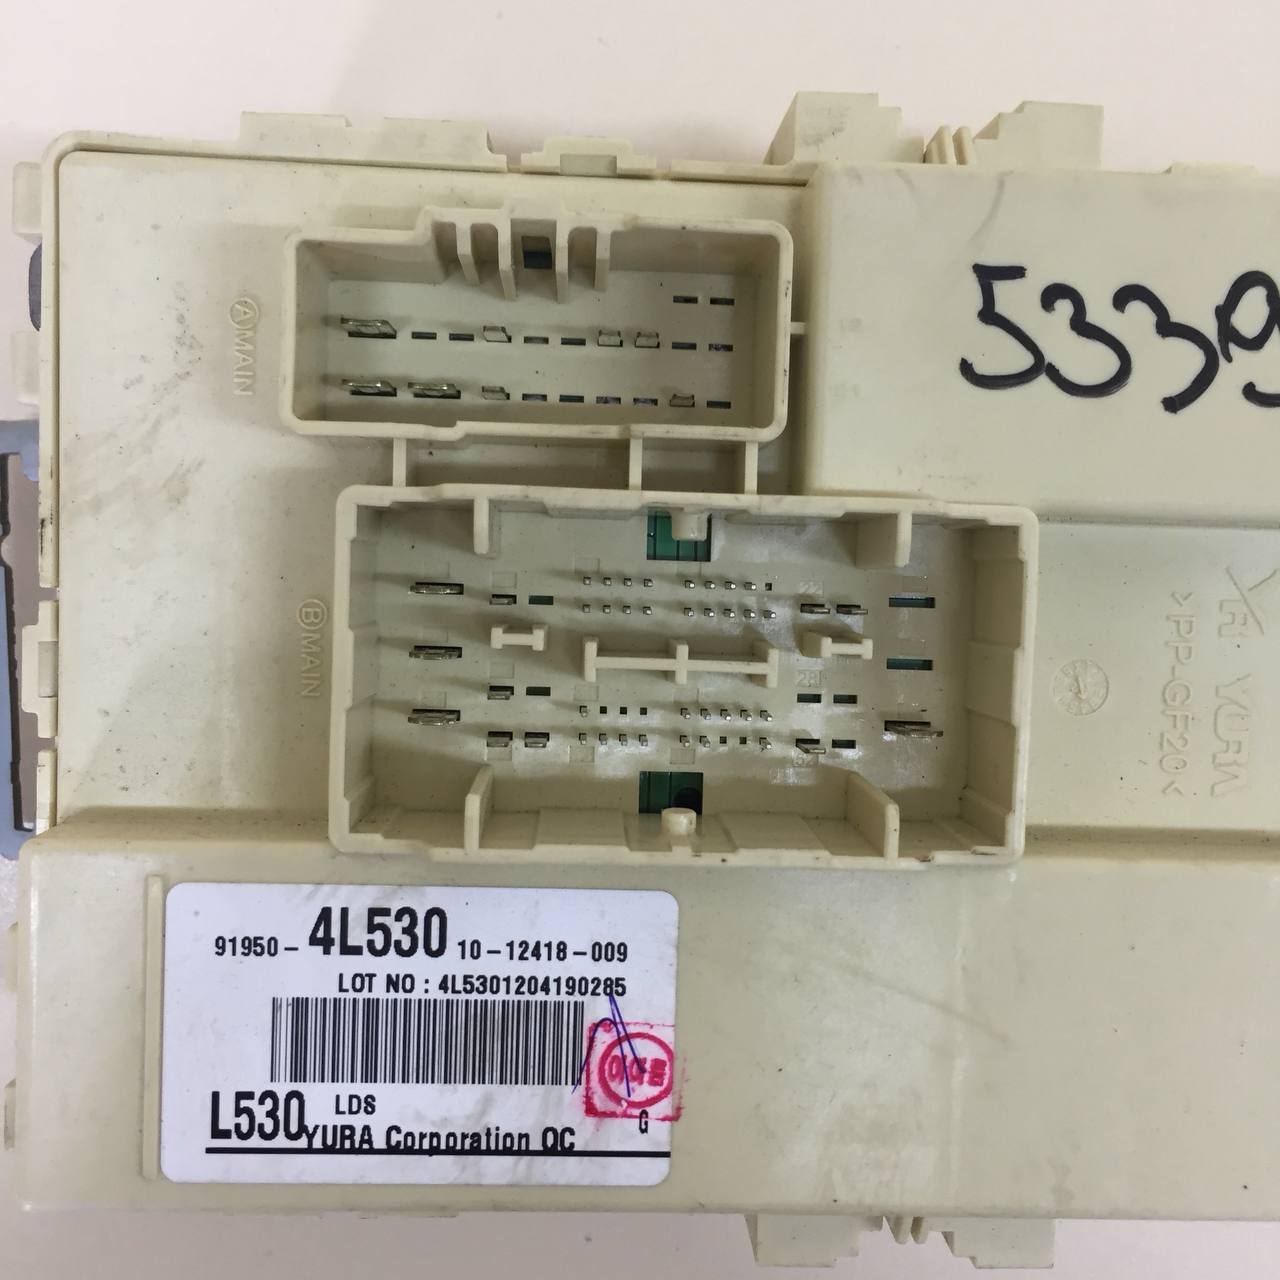 5339
Ⓐ MAIN
Ⓑ MAIN
YURA
>PP-GF20<
91950- 4L530 10-12418-009
LOT NO : 4L5301204190285
L530 LDS
G
YURA Corporation QC